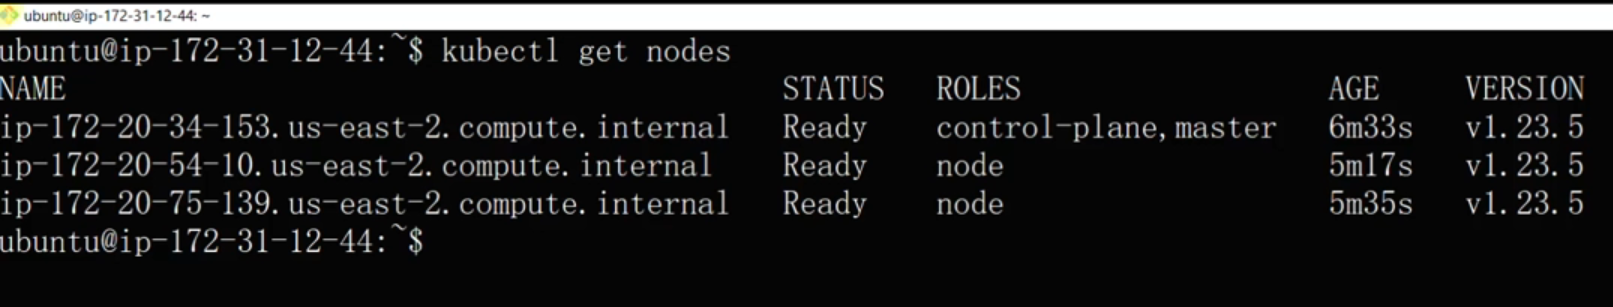 ubuntu@ip-172-31-12-44: ~
ubuntu@ip-172-31-12-44:~$ kubectl get nodes
NAME STATUS ROLES AGE VERSION
ip-172-20-34-153.us-east-2.compute.internal Ready control-plane,master 6m33s v1.23.5
ip-172-20-54-10.us-east-2.compute.internal Ready node 5m17s v1.23.5
ip-172-20-75-139.us-east-2.compute.internal Ready node 5m35s v1.23.5
ubuntu@ip-172-31-12-44:~$